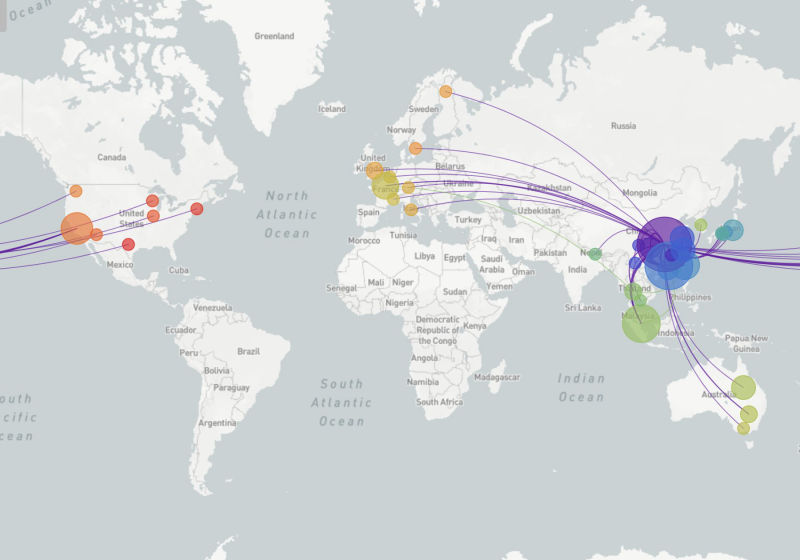 Ocean
Greenland
Iceland
Sweden
Norway
Russia
Canada
United
Kingdom
Belarus
Ukraine
France
Kazakhstan
Mongolia
North
Atlantic
Ocean
United
States
Spain
Turkey
Uzbekistan
Morocco
Tunisia
Iraq
Iran
Pakistan
Nepal
Mexico
Cuba
Libya
Egypt
Saudi
Arabia
Oman
India
Mali
Niger
Senegal
Sudan
Yemen
Thailand
Philippines
Nigeria
Sri Lanka
Malaysia
Indonesia
Venezuela
Ecuador
Democratic
Republic of
the Congo
Kenya
Papua New
Guinea
Peru
Brazil
Angola
Bolivia
Paraguay
Namibia
Madagascar
South
Atlantic
Ocean
Indian
Ocean
Australia
South Africa
Argentina